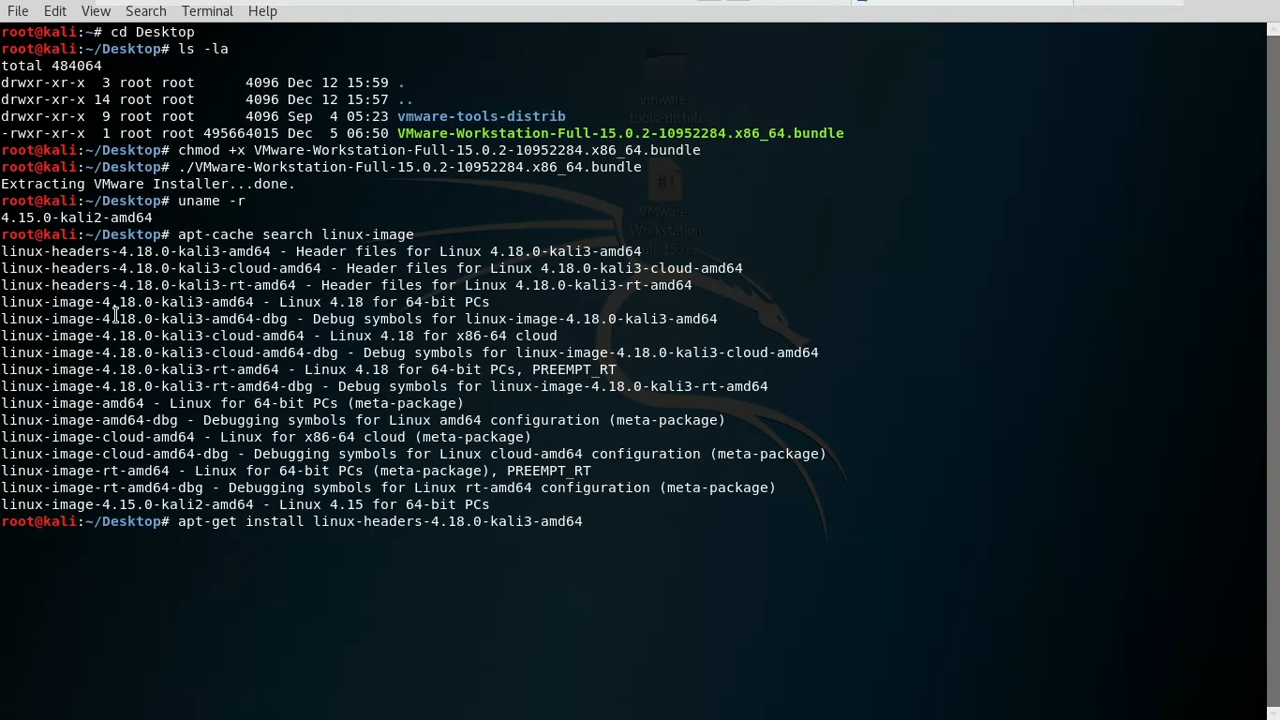 File Edit View Search Terminal Help
root@kali:~# cd Desktop
root@kali:~/Desktop# ls -la
total 484064
drwxr-xr-x  3 root root      4096 Dec 12 15:59 .
drwxr-xr-x 14 root root      4096 Dec 12 15:57 ..
drwxr-xr-x  9 root root      4096 Sep  4 05:23 vmware-tools-distrib
-rwxr-xr-x  1 root root 495664015 Dec  5 06:50 VMware-Workstation-Full-15.0.2-10952284.x86_64.bundle
root@kali:~/Desktop# chmod +x VMware-Workstation-Full-15.0.2-10952284.x86_64.bundle
root@kali:~/Desktop# ./VMware-Workstation-Full-15.0.2-10952284.x86_64.bundle
Extracting VMware Installer...done.
root@kali:~/Desktop# uname -r
4.15.0-kali2-amd64
root@kali:~/Desktop# apt-cache search linux-image
linux-headers-4.18.0-kali3-amd64 - Header files for Linux 4.18.0-kali3-amd64
linux-headers-4.18.0-kali3-cloud-amd64 - Header files for Linux 4.18.0-kali3-cloud-amd64
linux-headers-4.18.0-kali3-rt-amd64 - Header files for Linux 4.18.0-kali3-rt-amd64
linux-image-4.18.0-kali3-amd64 - Linux 4.18 for 64-bit PCs
linux-image-4.18.0-kali3-amd64-dbg - Debug symbols for linux-image-4.18.0-kali3-amd64
linux-image-4.18.0-kali3-cloud-amd64 - Linux 4.18 for x86-64 cloud
linux-image-4.18.0-kali3-cloud-amd64-dbg - Debug symbols for linux-image-4.18.0-kali3-cloud-amd64
linux-image-4.18.0-kali3-rt-amd64 - Linux 4.18 for 64-bit PCs, PREEMPT_RT
linux-image-4.18.0-kali3-rt-amd64-dbg - Debug symbols for linux-image-4.18.0-kali3-rt-amd64
linux-image-amd64 - Linux for 64-bit PCs (meta-package)
linux-image-amd64-dbg - Debugging symbols for Linux amd64 configuration (meta-package)
linux-image-cloud-amd64 - Linux for x86-64 cloud (meta-package)
linux-image-cloud-amd64-dbg - Debugging symbols for Linux cloud-amd64 configuration (meta-package)
linux-image-rt-amd64 - Linux for 64-bit PCs (meta-package), PREEMPT_RT
linux-image-rt-amd64-dbg - Debugging symbols for Linux rt-amd64 configuration (meta-package)
linux-image-4.15.0-kali2-amd64 - Linux 4.15 for 64-bit PCs
root@kali:~/Desktop# apt-get install linux-headers-4.18.0-kali3-amd64
vmware-
tools-distrib
#!
VMware-
Workstation-